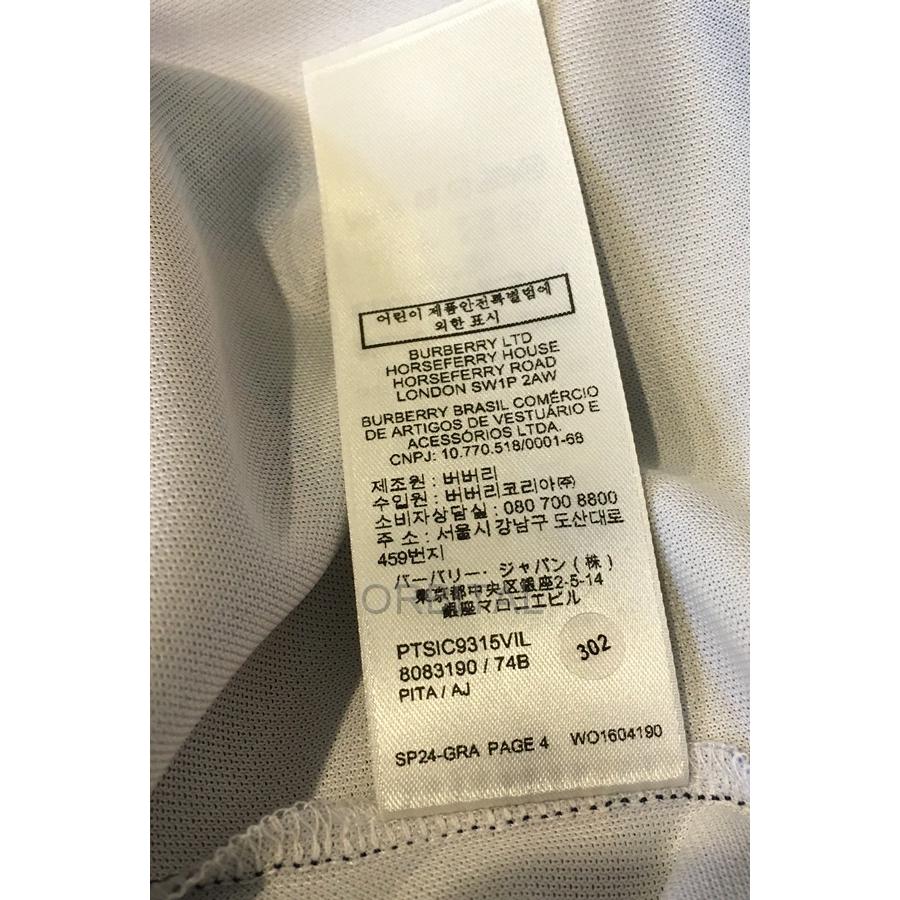 어린이 제품안전특별법에
의한 표시
BURBERRY LTD
HORSEFERRY HOUSE
HORSEFERRY ROAD
LONDON SW1P 2AW
BURBERRY BRASIL COMÉRCIO
DE ARTIGOS DE VESTUÁRIO E
ACESSÓRIOS LTDA.
CNPJ: 10.770.518/0001-68
제조원 : 버버리
수입원 : 버버리코리아㈜
소비자상담실 : 080 700 8800
주 소 : 서울시 강남구 도산대로
459번지
バーバリー・ジャパン(株)
東京都中央区銀座2-5-14
銀座マロニエビル
PTSIC9315VIL
8083190 / 74B
302
PITA / AJ
SP24-GRA PAGE 4 WO1604190